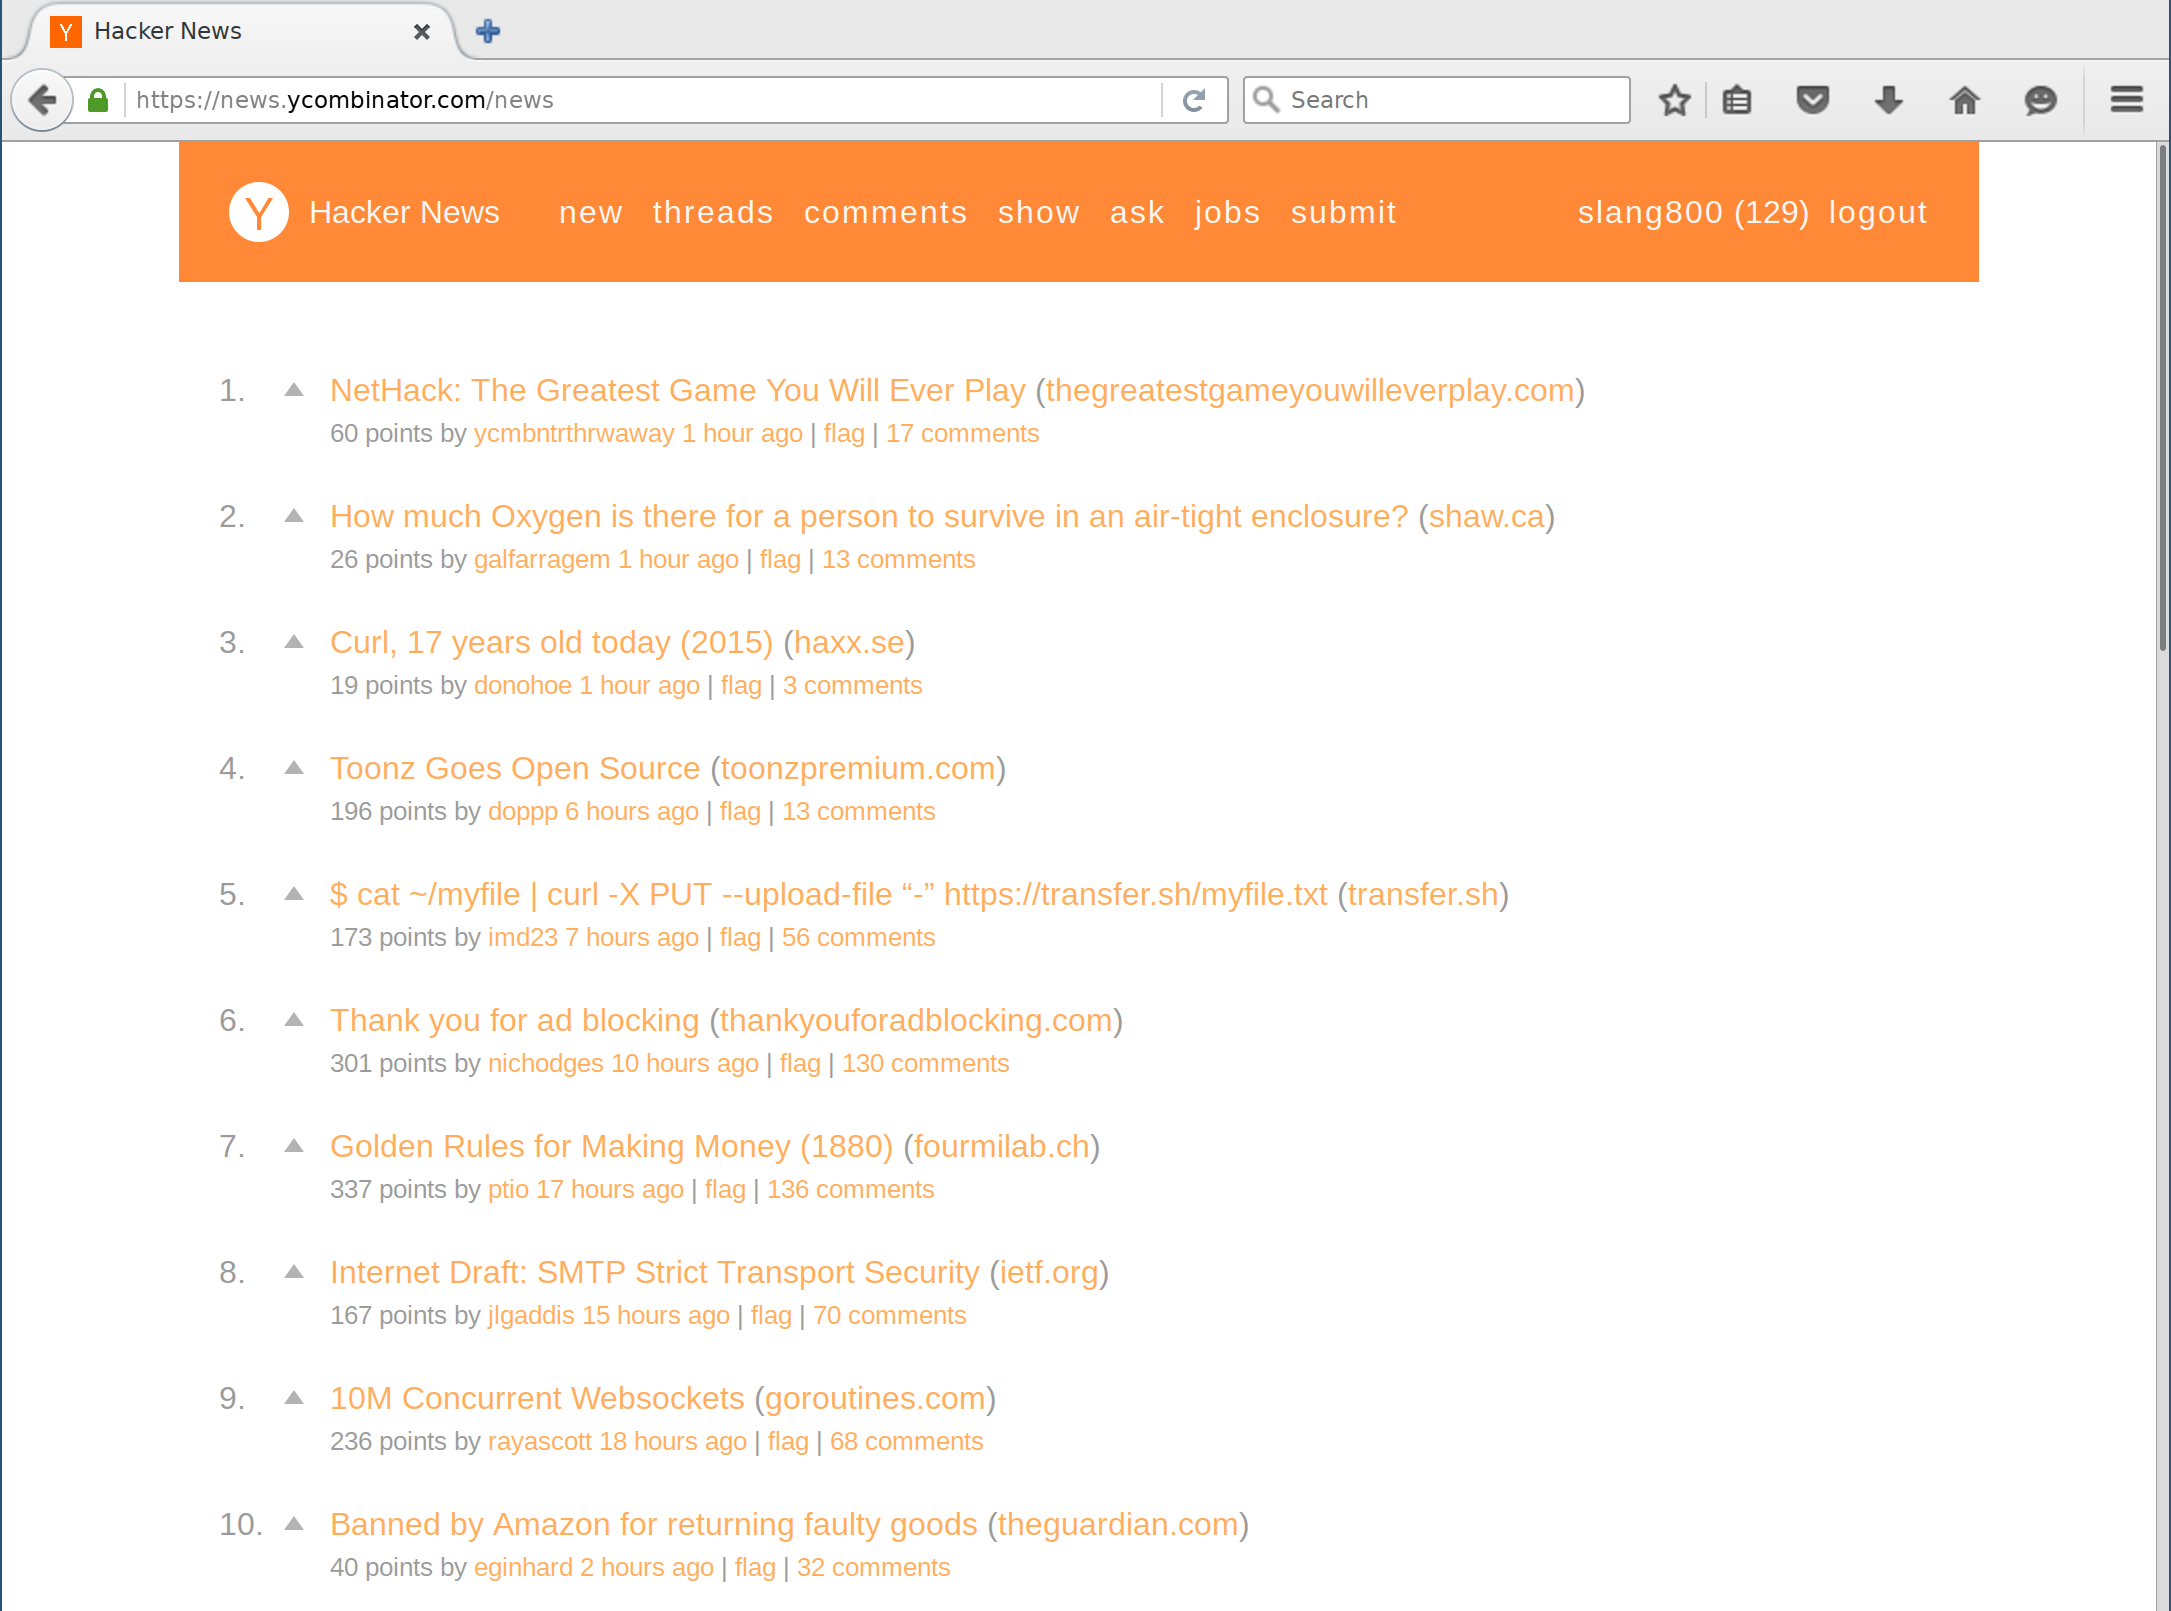 Hacker News
https://news.ycombinator.com/news
Search
Y Hacker News new threads comments show ask jobs submit slang800 (129) logout
1. NetHack: The Greatest Game You Will Ever Play (thegreatestgameyouwilleverplay.com)
60 points by ycmbntrthrwaway 1 hour ago | flag | 17 comments
2. How much Oxygen is there for a person to survive in an air-tight enclosure? (shaw.ca)
26 points by galfarragem 1 hour ago | flag | 13 comments
3. Curl, 17 years old today (2015) (haxx.se)
19 points by donohoe 1 hour ago | flag | 3 comments
4. Toonz Goes Open Source (toonzpremium.com)
196 points by doppp 6 hours ago | flag | 13 comments
5. $ cat ~/myfile | curl -X PUT --upload-file “-” https://transfer.sh/myfile.txt (transfer.sh)
173 points by imd23 7 hours ago | flag | 56 comments
6. Thank you for ad blocking (thankyouforadblocking.com)
301 points by nichodges 10 hours ago | flag | 130 comments
7. Golden Rules for Making Money (1880) (fourmilab.ch)
337 points by ptio 17 hours ago | flag | 136 comments
8. Internet Draft: SMTP Strict Transport Security (ietf.org)
167 points by jlgaddis 15 hours ago | flag | 70 comments
9. 10M Concurrent Websockets (goroutines.com)
236 points by rayascott 18 hours ago | flag | 68 comments
10. Banned by Amazon for returning faulty goods (theguardian.com)
40 points by eginhard 2 hours ago | flag | 32 comments